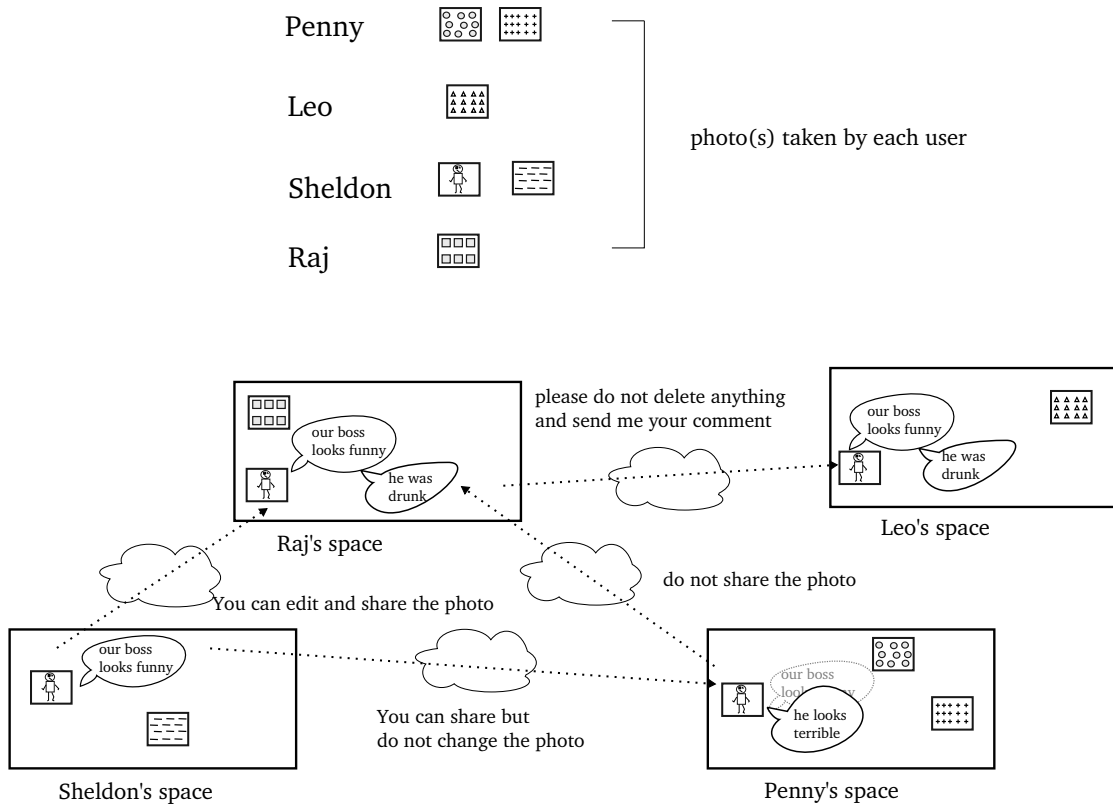 Penny
Leo
photo(s) taken by each user
Sheldon
Raj
please do not delete anything
and send me your comment
our boss
looks funny
he was
drunk
our boss
looks funny
he was
drunk
Raj's space
Leo's space
You can edit and share the photo
do not share the photo
our boss
looks funny
You can share but
do not change the photo
our boss
he looks
terrible
Sheldon's space
Penny's space